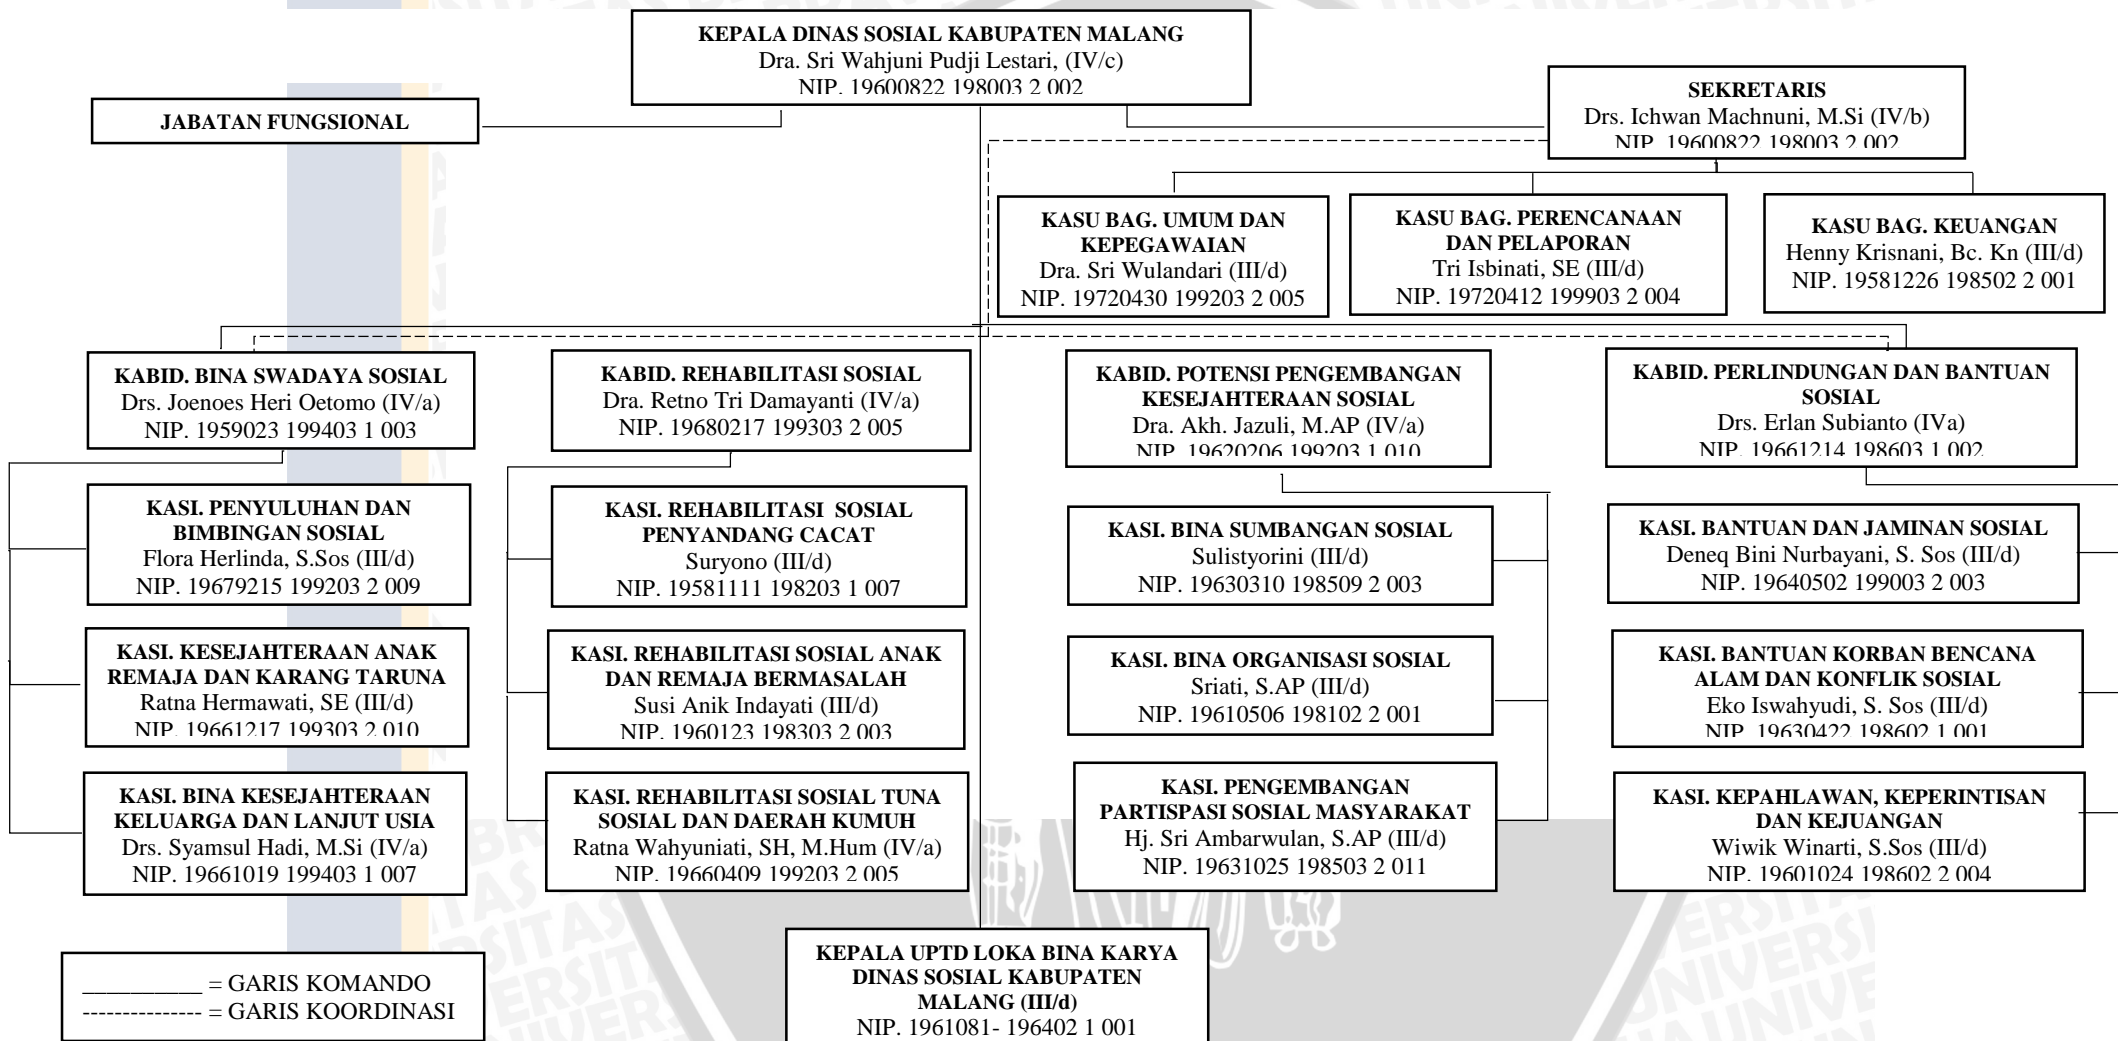 KEPALA DINAS SOSIAL KABUPATEN MALANG
Dra. Sri Wahjuni Pudji Lestari, (IV/c)
NIP. 19600822 198003 2 002
JABATAN FUNGSIONAL
SEKRETARIS
Drs. Ichwan Machnuni, M.Si (IV/b)
NIP. 19600822 198003 2 002
KASU BAG. UMUM DAN
KEPEGAWAIAN
Dra. Sri Wulandari (III/d)
NIP. 19720430 199203 2 005
KASU BAG. PERENCANAAN
DAN PELAPORAN
Tri Isbinati, SE (III/d)
NIP. 19720412 199903 2 004
KASU BAG. KEUANGAN
Henny Krisnani, Bc. Kn (III/d)
NIP. 19581226 198502 2 001
KABID. BINA SWADAYA SOSIAL
Drs. Joenoes Heri Oetomo (IV/a)
NIP. 1959023 199403 1 003
KABID. REHABILITASI SOSIAL
Dra. Retno Tri Damayanti (IV/a)
NIP. 19680217 199303 2 005
KABID. POTENSI PENGEMBANGAN
KESEJAHTERAAN SOSIAL
Dra. Akh. Jazuli, M.AP (IV/a)
NIP. 19620206 199203 1 010
KABID. PERLINDUNGAN DAN BANTUAN
SOSIAL
Drs. Erlan Subianto (IVa)
NIP. 19661214 198603 1 002
KASI. PENYULUHAN DAN
BIMBINGAN SOSIAL
Flora Herlinda, S.Sos (III/d)
NIP. 19679215 199203 2 009
KASI. REHABILITASI  SOSIAL
PENYANDANG CACAT
Suryono (III/d)
NIP. 19581111 198203 1 007
KASI. BINA SUMBANGAN SOSIAL
Sulistyorini (III/d)
NIP. 19630310 198509 2 003
KASI. BANTUAN DAN JAMINAN SOSIAL
Deneq Bini Nurbayani, S. Sos (III/d)
NIP. 19640502 199003 2 003
KASI. KESEJAHTERAAN ANAK
REMAJA DAN KARANG TARUNA
Ratna Hermawati, SE (III/d)
NIP. 19661217 199303 2 010
KASI. REHABILITASI SOSIAL ANAK
DAN REMAJA BERMASALAH
Susi Anik Indayati (III/d)
NIP. 1960123 198303 2 003
KASI. BINA ORGANISASI SOSIAL
Sriati, S.AP (III/d)
NIP. 19610506 198102 2 001
KASI. BANTUAN KORBAN BENCANA
ALAM DAN KONFLIK SOSIAL
Eko Iswahyudi, S. Sos (III/d)
NIP. 19630422 198602 1 001
KASI. BINA KESEJAHTERAAN
KELUARGA DAN LANJUT USIA
Drs. Syamsul Hadi, M.Si (IV/a)
NIP. 19661019 199403 1 007
KASI. REHABILITASI SOSIAL TUNA
SOSIAL DAN DAERAH KUMUH
Ratna Wahyuniati, SH, M.Hum (IV/a)
NIP. 19660409 199203 2 005
KASI. PENGEMBANGAN
PARTISPASI SOSIAL MASYARAKAT
Hj. Sri Ambarwulan, S.AP (III/d)
NIP. 19631025 198503 2 011
KASI. KEPAHLAWAN, KEPERINTISAN
DAN KEJUANGAN
Wiwik Winarti, S.Sos (III/d)
NIP. 19601024 198602 2 004
KEPALA UPTD LOKA BINA KARYA
DINAS SOSIAL KABUPATEN
MALANG (III/d)
NIP. 1961081- 196402 1 001
__________ = GARIS KOMANDO
--------------- = GARIS KOORDINASI